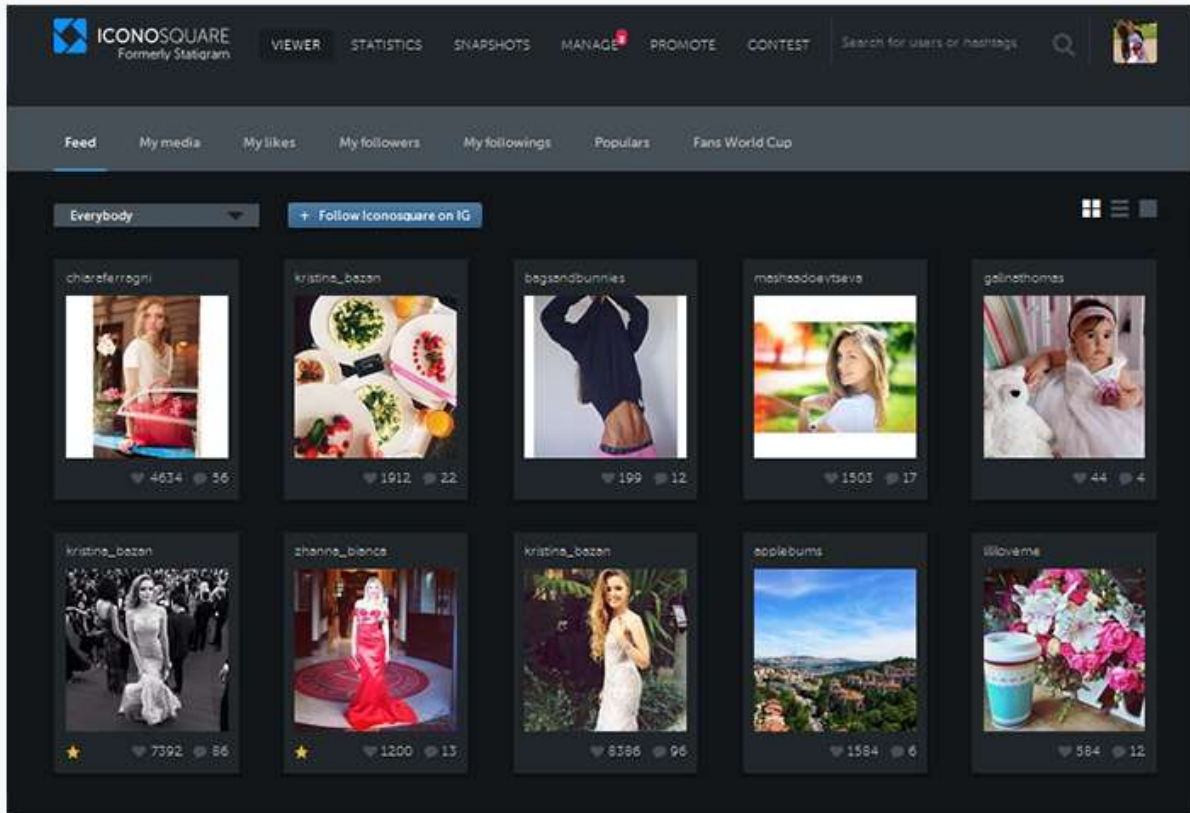 ICONOSQUARE
Formerly Statigram
VIEWER STATISTICS SNAPSHOTS MANAGE PROMOTE CONTEST Search for users or hashtags
Feed My media My likes My followers My followings Populars Fans World Cup
Everybody + Follow Iconosquare on IG
chiaraferragni kristina_bazan bagsandbunnies mashaadoevtseva galinathomas
4634 56 1912 22 199 12 1503 17 44 4
kristina_bazan zhanna_bianca kristina_bazan applebums lililoveme
7392 86 1200 13 8386 96 1584 6 584 12